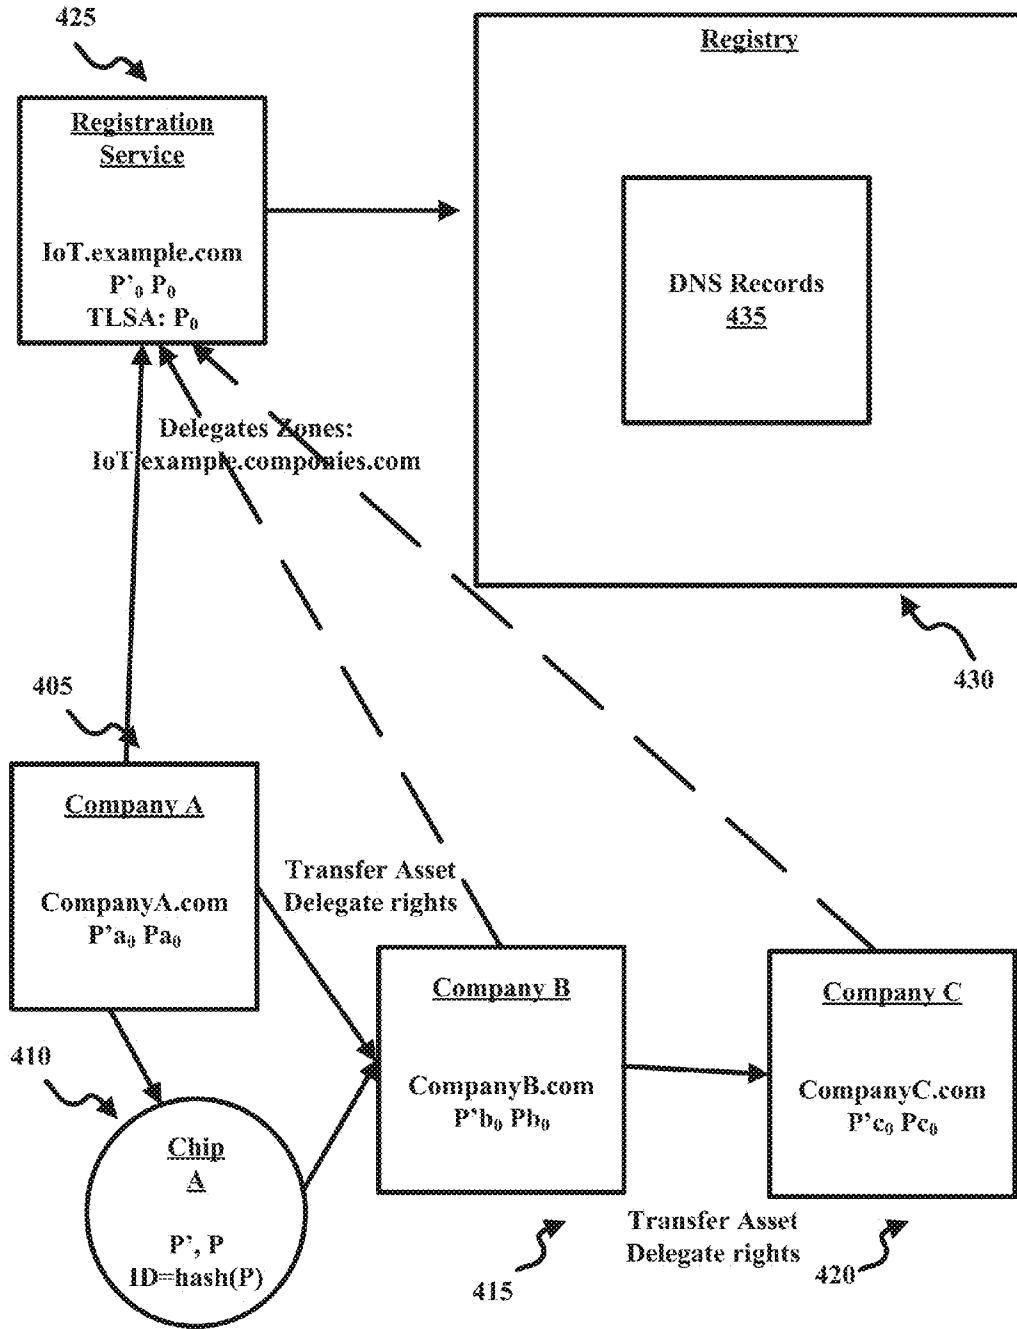 425
Registration
Service
IoT.example.com
P'₀ P₀
TLSA: P₀
Registry
DNS Records
435
430
Delegates Zones:
IoT.example.componies.com
405
Company A
CompanyA.com
P'a₀ Pa₀
Transfer Asset
Delegate rights
410
Chip
A
P', P
ID=hash(P)
Company B
CompanyB.com
P'b₀ Pb₀
415
Transfer Asset
Delegate rights
Company C
CompanyC.com
P'c₀ Pc₀
420